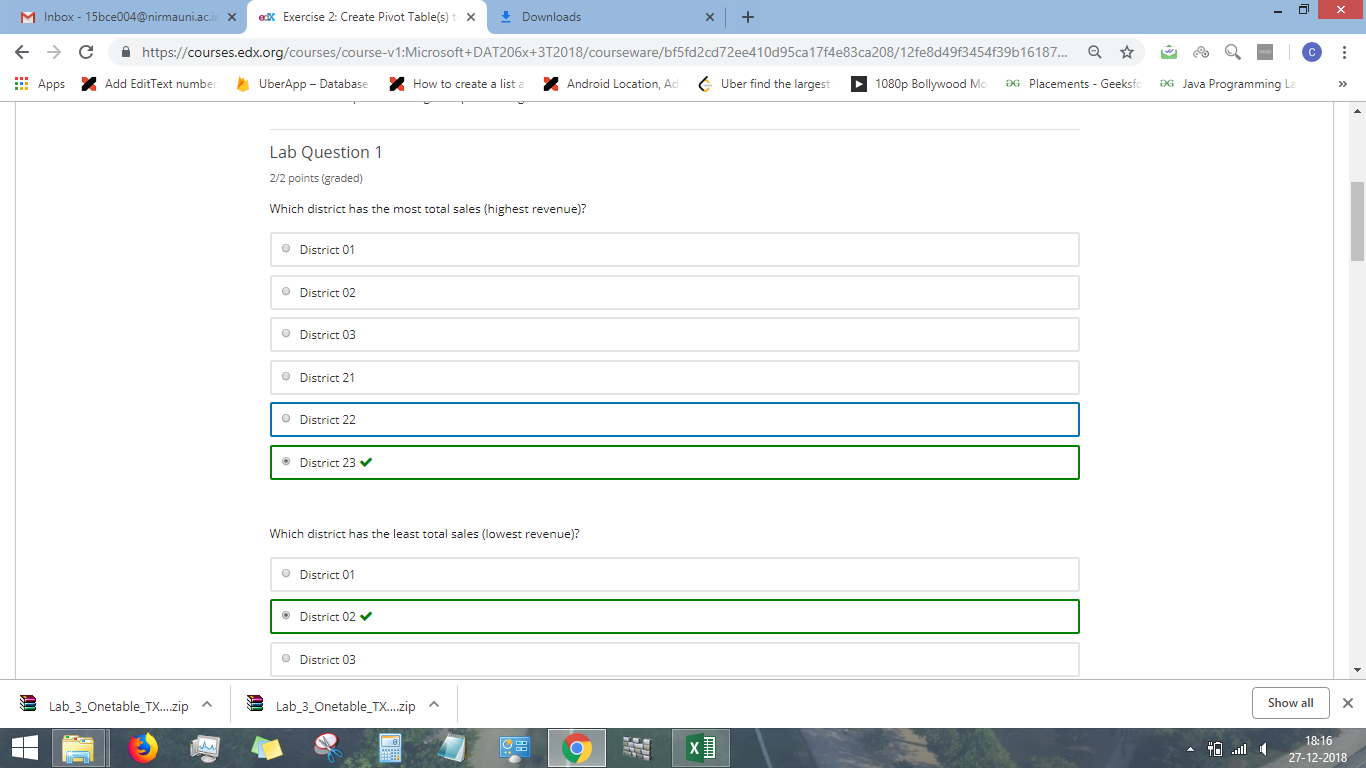 Inbox - 15bce004@nirmauni.ac.i
edX Exercise 2: Create Pivot Table(s) t
Downloads
https://courses.edx.org/courses/course-v1:Microsoft+DAT206x+3T2018/courseware/bf5fd2cd72ee410d95ca17f4e83ca208/12fe8d49f3454f39b16187...
C
Apps
Add EditText number
UberApp – Database
How to create a list a
Android Location, Ad
Uber find the largest
1080p Bollywood Mo
Placements - Geeksfo
Java Programming La
»
Lab Question 1
2/2 points (graded)
Which district has the most total sales (highest revenue)?
District 01
District 02
District 03
District 21
District 22
District 23
Which district has the least total sales (lowest revenue)?
District 01
District 02
District 03
Lab_3_Onetable_TX....zip
Lab_3_Onetable_TX....zip
Show all
18:16
27-12-2018